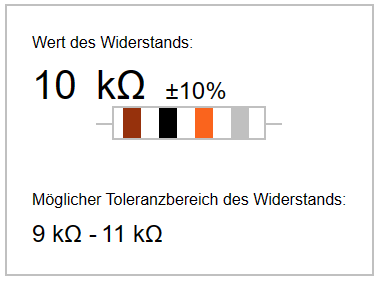 Wert des Widerstands:
10 kΩ ±10%
Möglicher Toleranzbereich des Widerstands:
9 kΩ - 11 kΩ